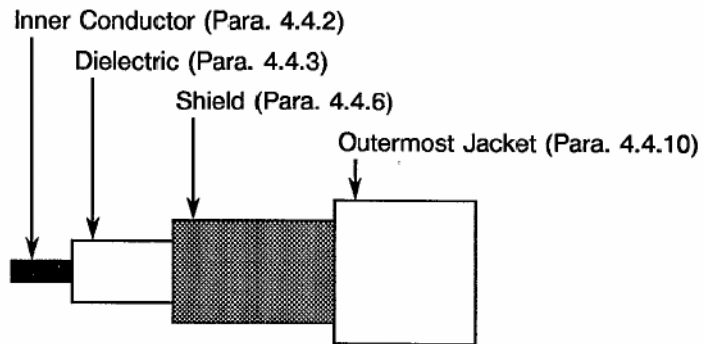 Inner Conductor (Para. 4.4.2)
Dielectric (Para. 4.4.3)
Shield (Para. 4.4.6)
Outermost Jacket (Para. 4.4.10)